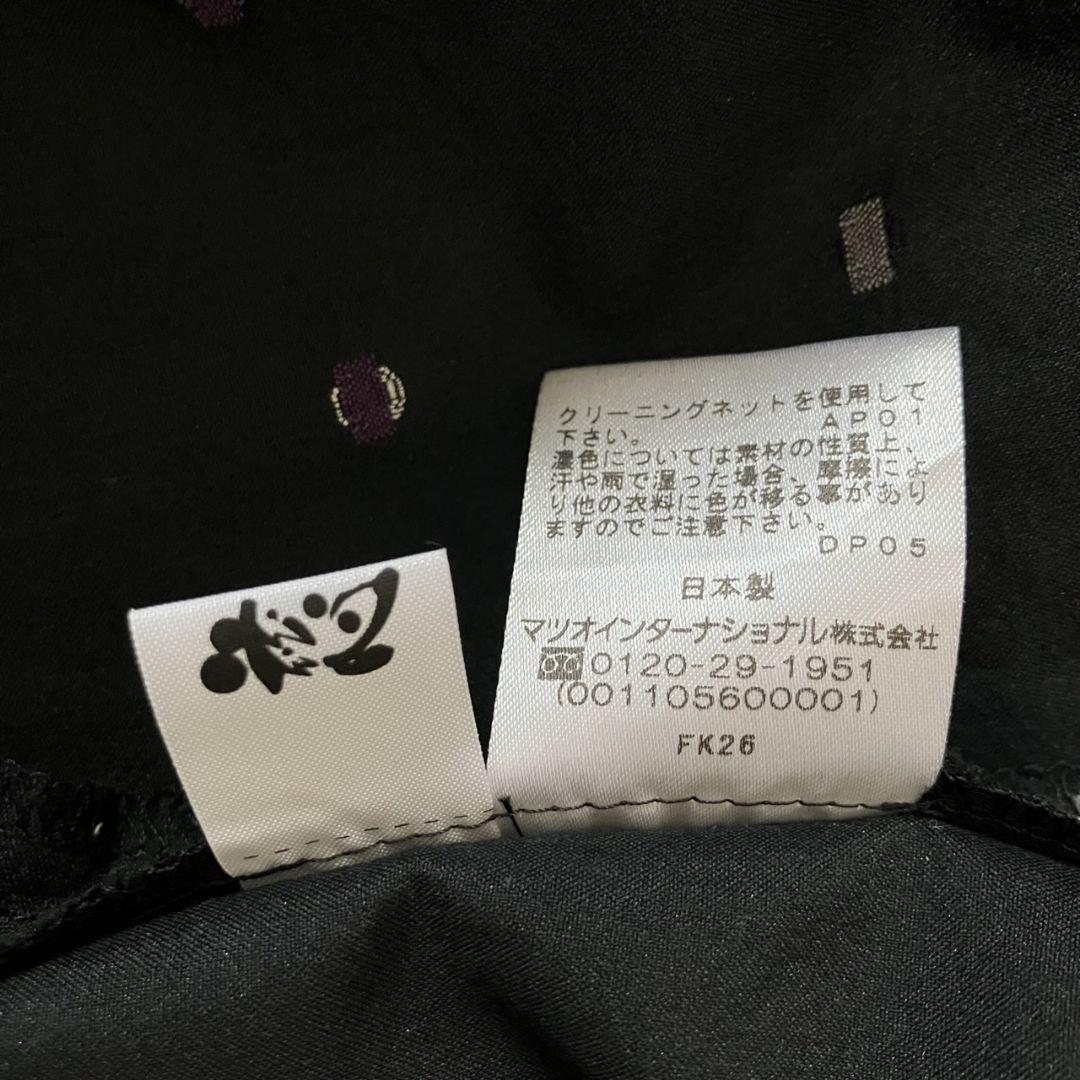 クリーニングネットを使用して
下さい。 AP01
濃色については素材の性質上、
汗や雨で湿った場合、摩擦によ
り他の衣料に色が移る事があり
ますのでご注意下さい。
DP05
日本製
マツオインターナショナル株式会社
0120-29-1951
(001105600001)
FK26